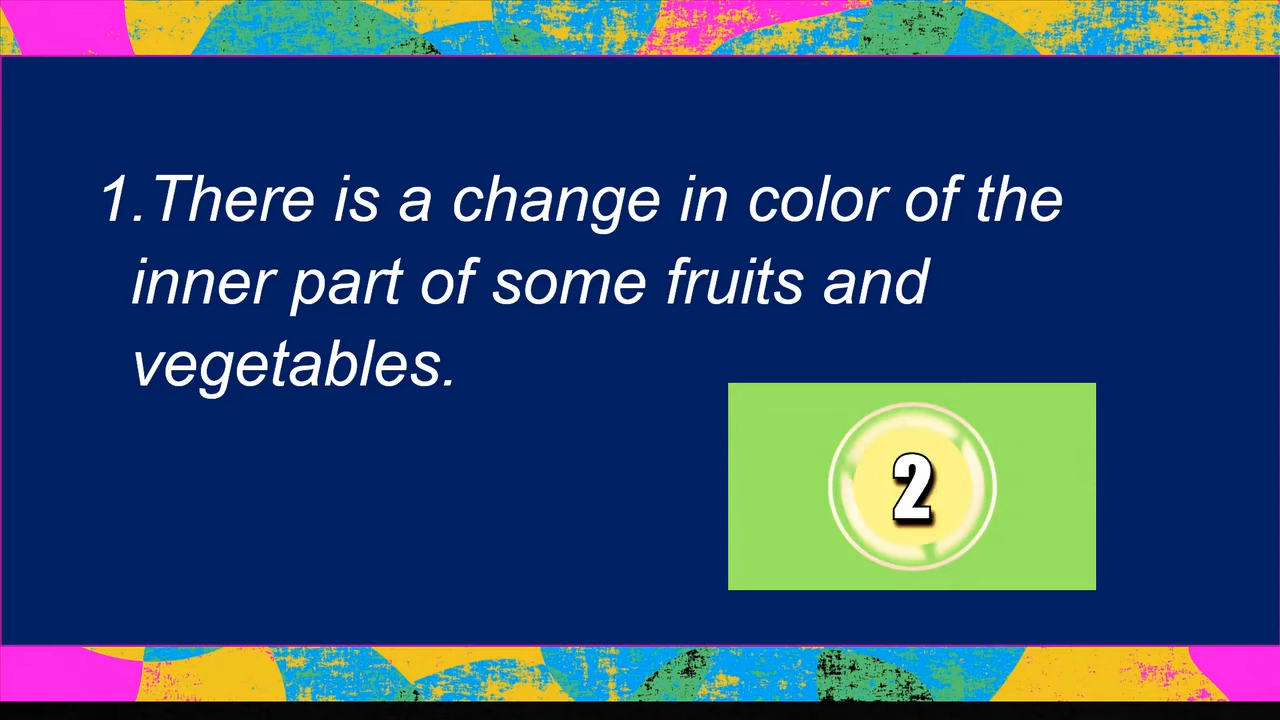 1.There is a change in color of the
inner part of some fruits and
vegetables.
2